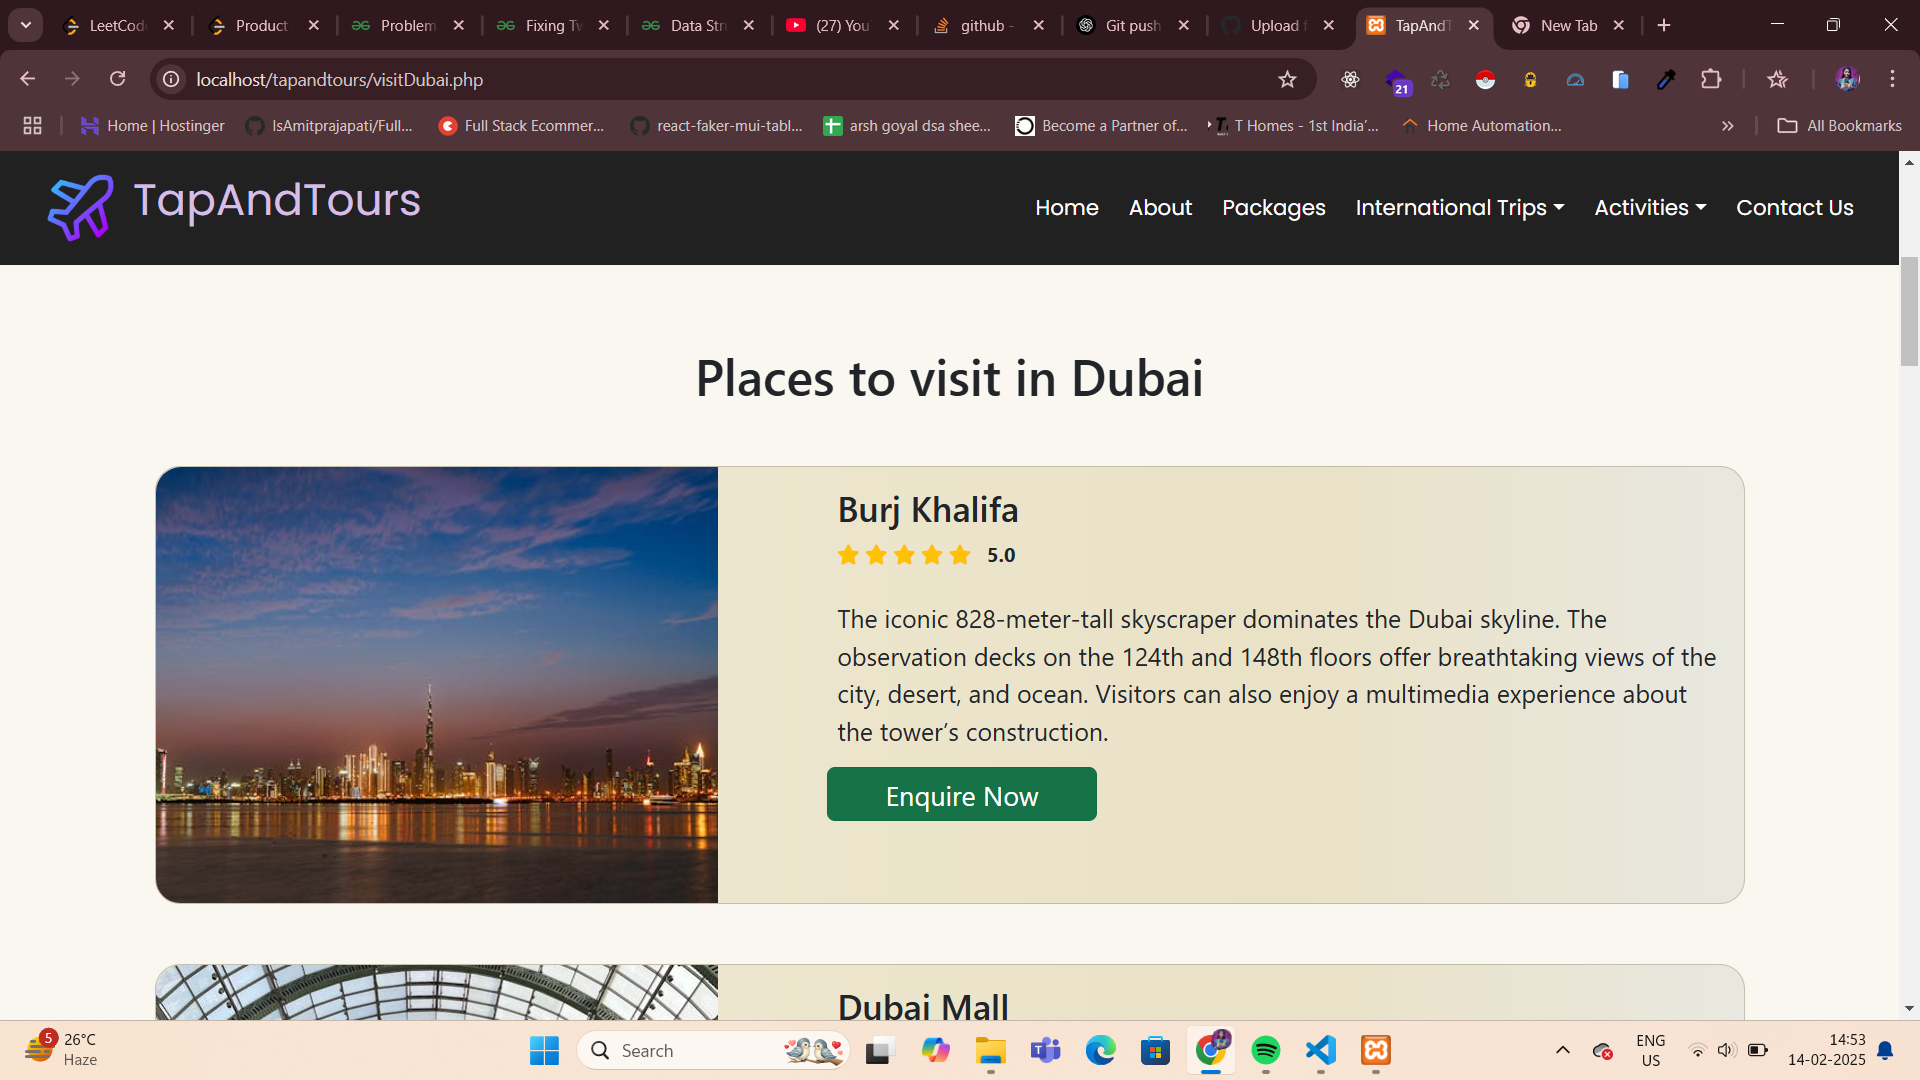 LeetCod
Product
Problem
Fixing Tw
Data Stru
(27) You
github -
Git push
Upload f
TapAndT
New Tab
localhost/tapandtours/visitDubai.php
21
Home | Hostinger
IsAmitprajapati/Full...
Full Stack Ecommer...
react-faker-mui-tabl...
arsh goyal dsa shee...
Become a Partner of...
T Homes - 1st India’...
Home Automation...
All Bookmarks
TapAndTours
Home
About
Packages
International Trips
Activities
Contact Us
Places to visit in Dubai
Burj Khalifa
5.0
The iconic 828-meter-tall skyscraper dominates the Dubai skyline. The
observation decks on the 124th and 148th floors offer breathtaking views of the
city, desert, and ocean. Visitors can also enjoy a multimedia experience about
the tower’s construction.
Enquire Now
Dubai Mall
5
26°C
Haze
Search
ENG
US
14:53
14-02-2025